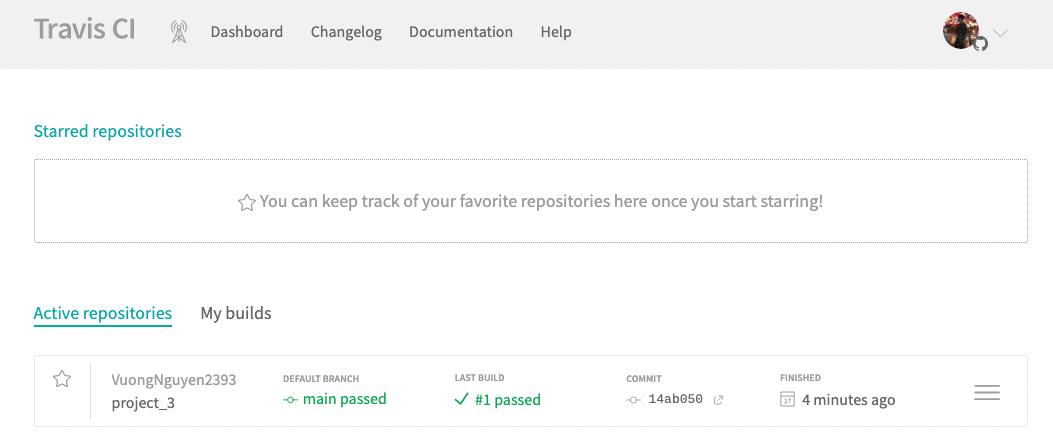 Travis CI
Dashboard Changelog Documentation Help
Starred repositories
You can keep track of your favorite repositories here once you start starring!
Active repositories My builds
VuongNguyen2393
project_3
DEFAULT BRANCH
main passed
LAST BUILD
#1 passed
COMMIT
14ab050
FINISHED
27
4 minutes ago